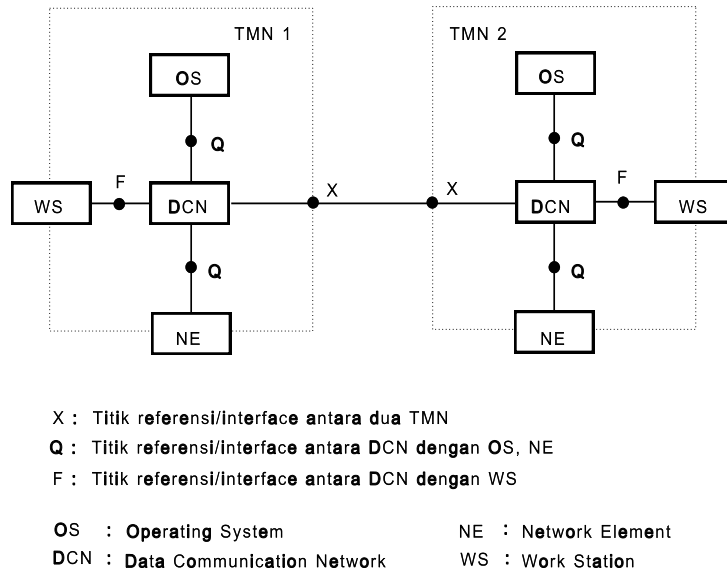 TMN 1 TMN 2
OS OS
Q Q
F X X F
WS DCN DCN WS
Q Q
NE NE
X : Titik referensi/interface antara dua TMN
Q : Titik referensi/interface antara DCN dengan OS, NE
F : Titik referensi/interface antara DCN dengan WS
OS : Operating System NE : Network Element
DCN : Data Communication Network WS : Work Station